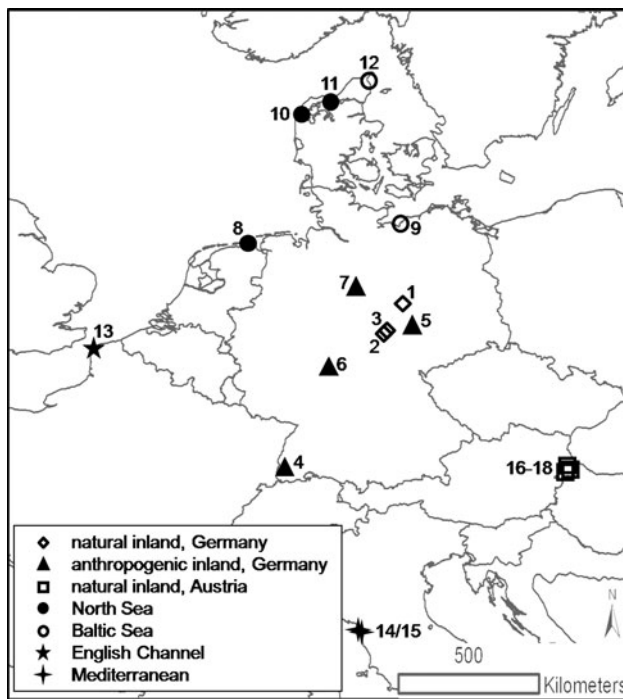 12
11
10
8
9
7
1
3
5
13
2
6
4
16-18
natural inland, Germany
anthropogenic inland, Germany
natural inland, Austria
North Sea
Baltic Sea
English Channel
Mediterranean
14/15
N
500
Kilometers